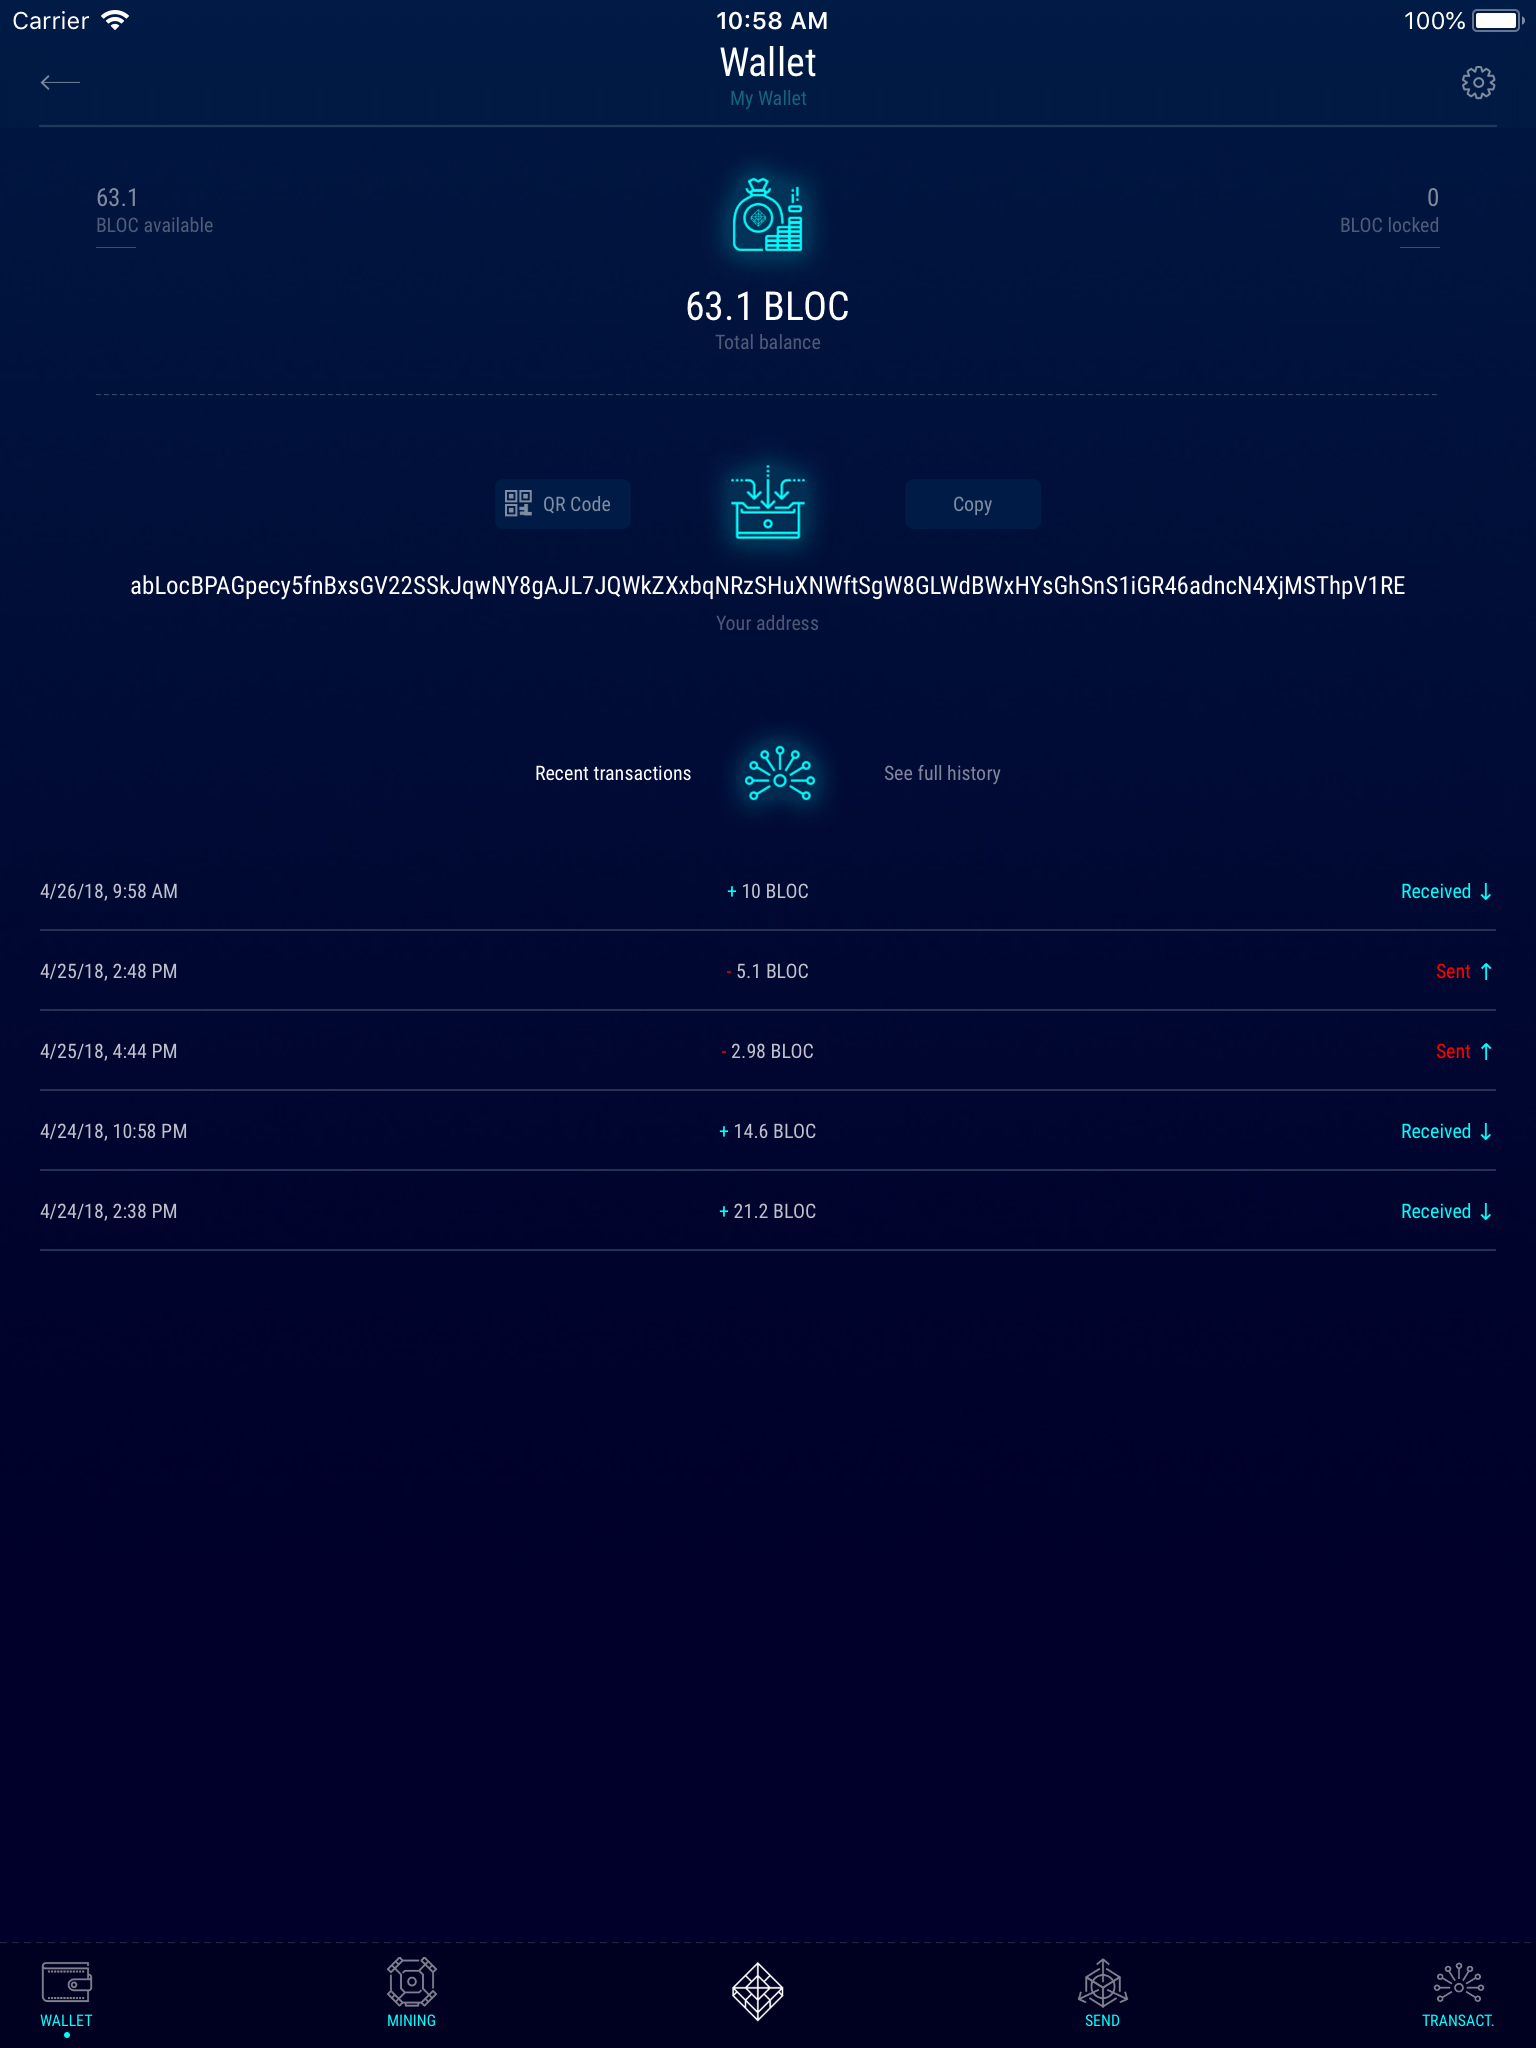 Carrier 10:58 AM 100%
Wallet
My Wallet
63.1 0
BLOC available BLOC locked
63.1 BLOC
Total balance
QR Code Copy
abLocBPAGpecy5fnBxsGV22SSkJqwNY8gAJL7JQWkZXxbqNRzSHuXNWftSgW8GLWdBWxHYsGhSnS1iGR46adncN4XjMSThpV1RE
Your address
Recent transactions See full history
4/26/18, 9:58 AM + 10 BLOC Received ↓
4/25/18, 2:48 PM - 5.1 BLOC Sent ↑
4/25/18, 4:44 PM - 2.98 BLOC Sent ↑
4/24/18, 10:58 PM + 14.6 BLOC Received ↓
4/24/18, 2:38 PM + 21.2 BLOC Received ↓
WALLET MINING SEND TRANSACT.